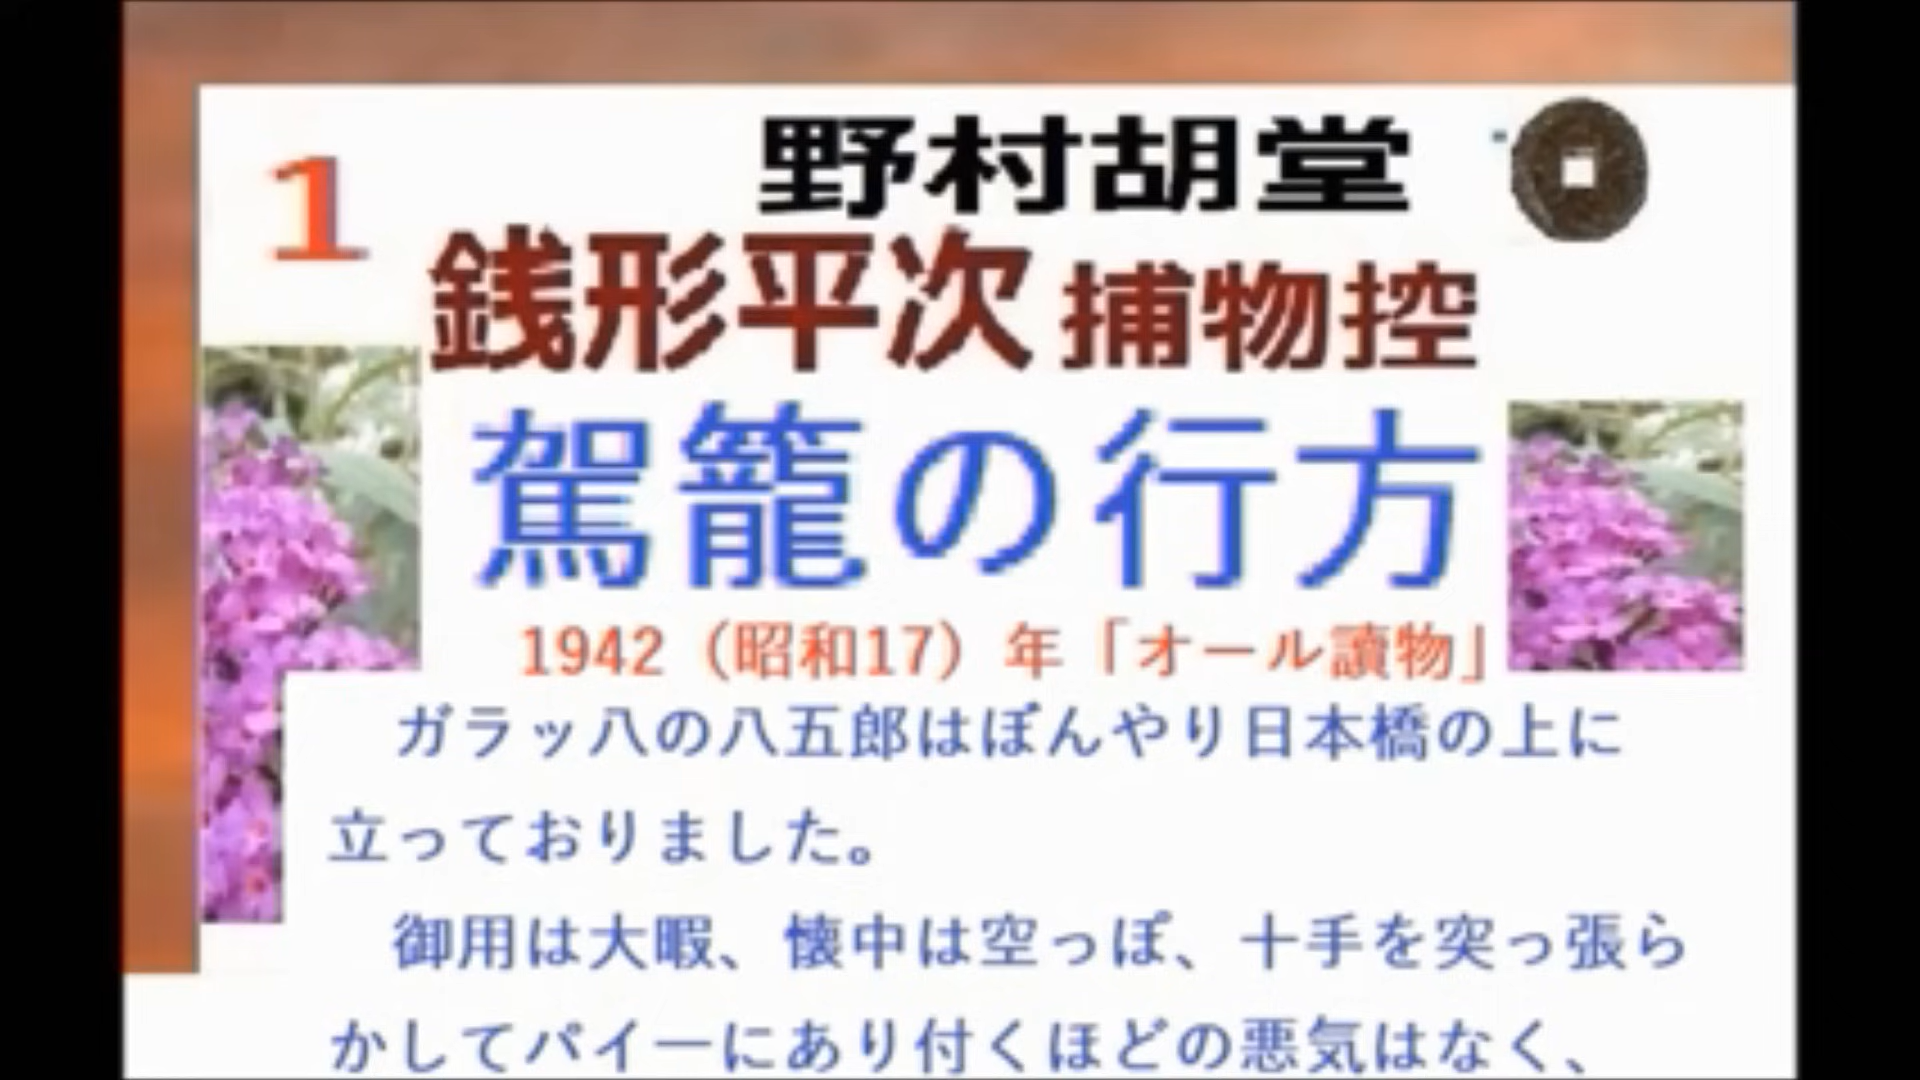 1
野村胡堂
銭形平次 捕物控
駕籠の行方
1942（昭和17）年「オール讀物」
ガラッ八の八五郎はぼんやり日本橋の上に
立っておりました。
御用は大暇、懐中は空っぽ、十手を突っ張ら
かしてパイ一にあり付くほどの悪気はなく、